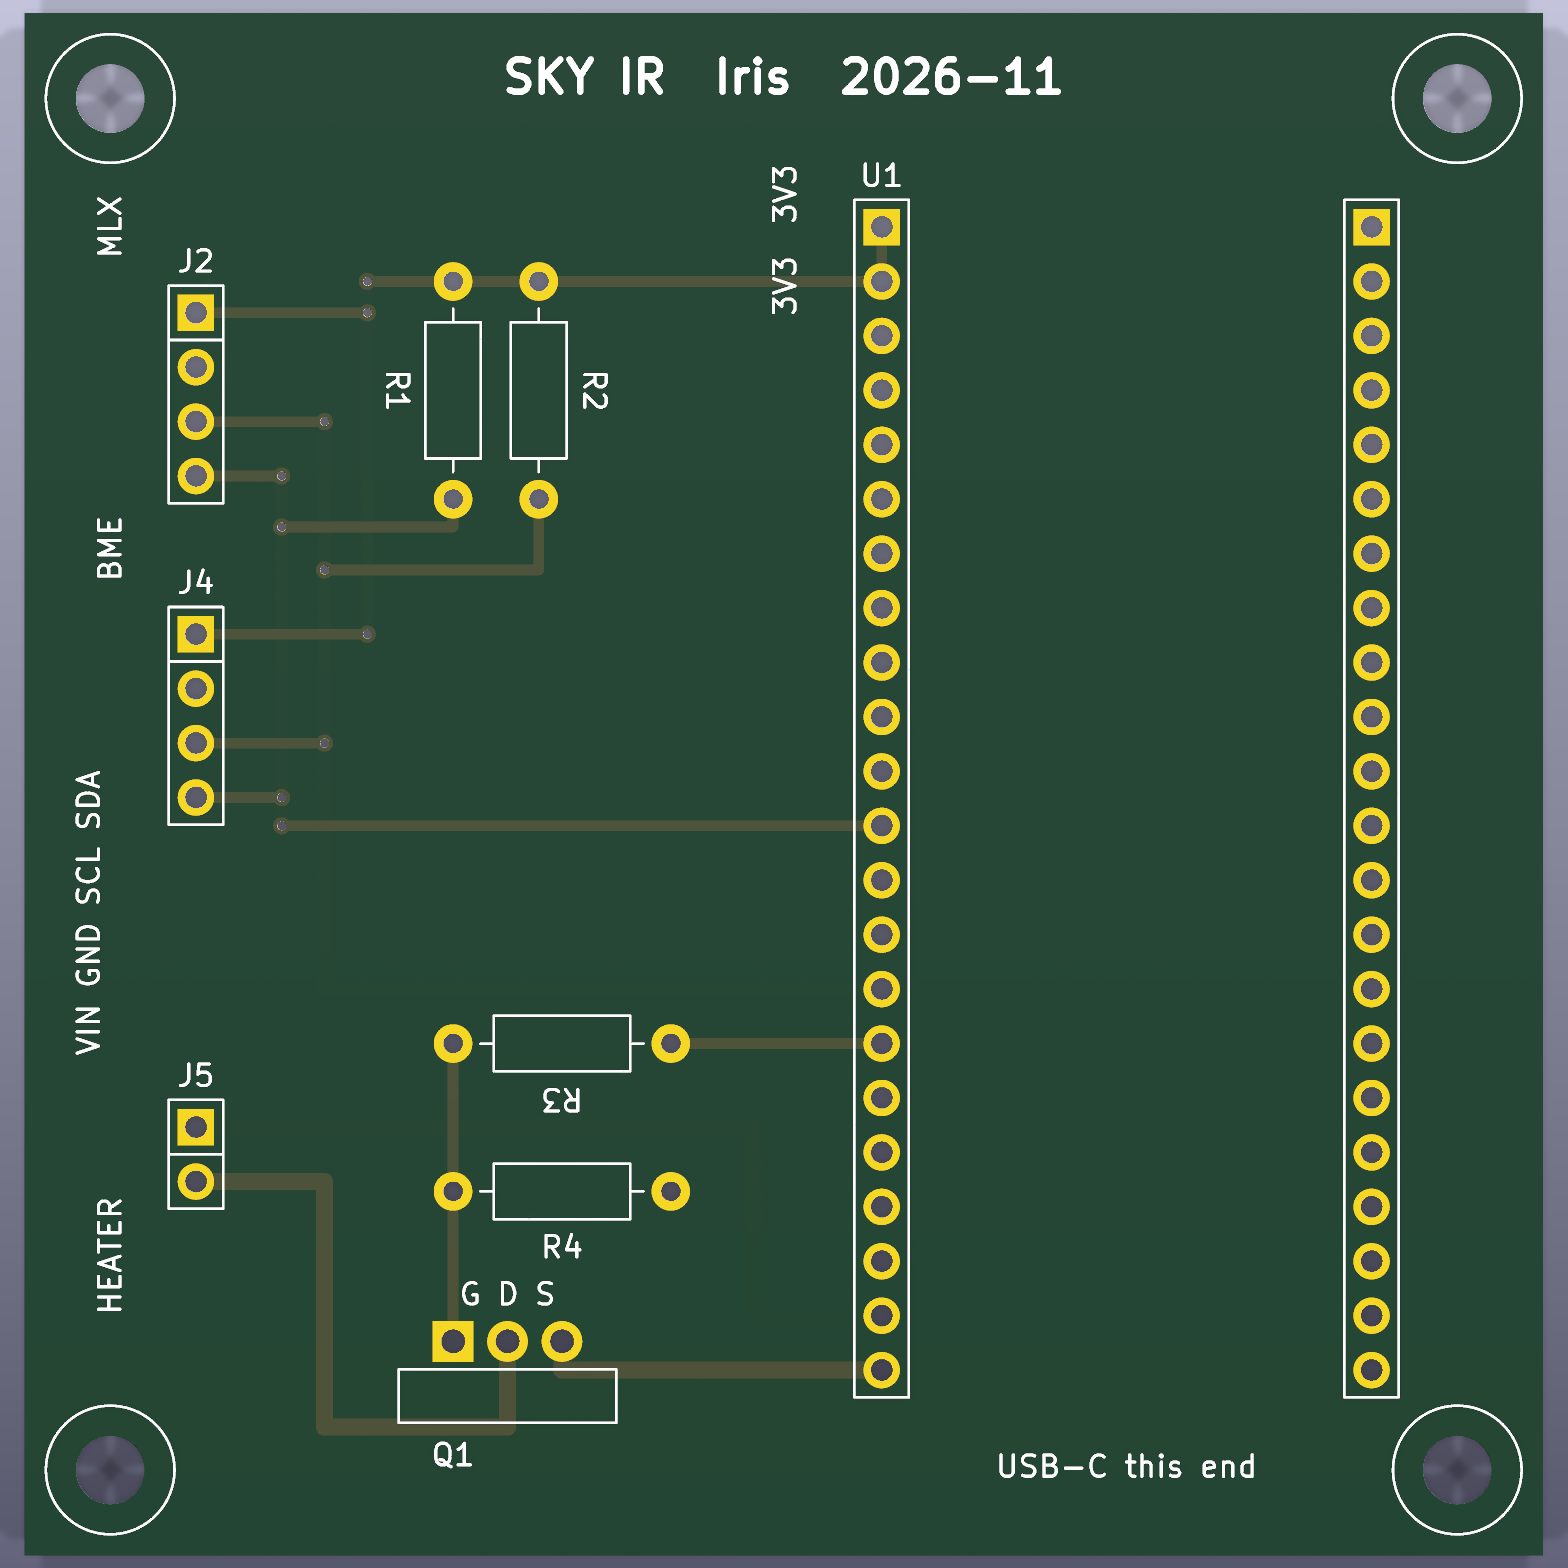 SKY IR Iris 2026-11
3V3
U1
MLX
J2
3V3
R1
R2
BME
J4
VIN GND SCL SDA
J5
R3
HEATER
R4
G D S
Q1
USB-C this end